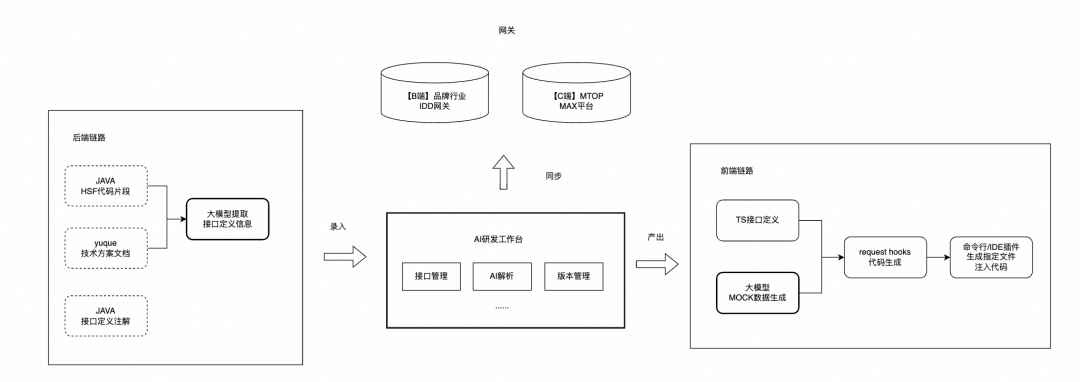 网关
【B端】品牌行业
IDD网关
【C端】MTOP
MAX平台
同步
后端链路
JAVA
HSF代码片段
yuque
技术方案文档
JAVA
接口定义注解
大模型提取
接口定义信息
录入
AI研发工作台
接口管理
AI解析
版本管理
......
产出
前端链路
TS接口定义
大模型
MOCK数据生成
request hooks
代码生成
命令行/IDE插件
生成指定文件
注入代码